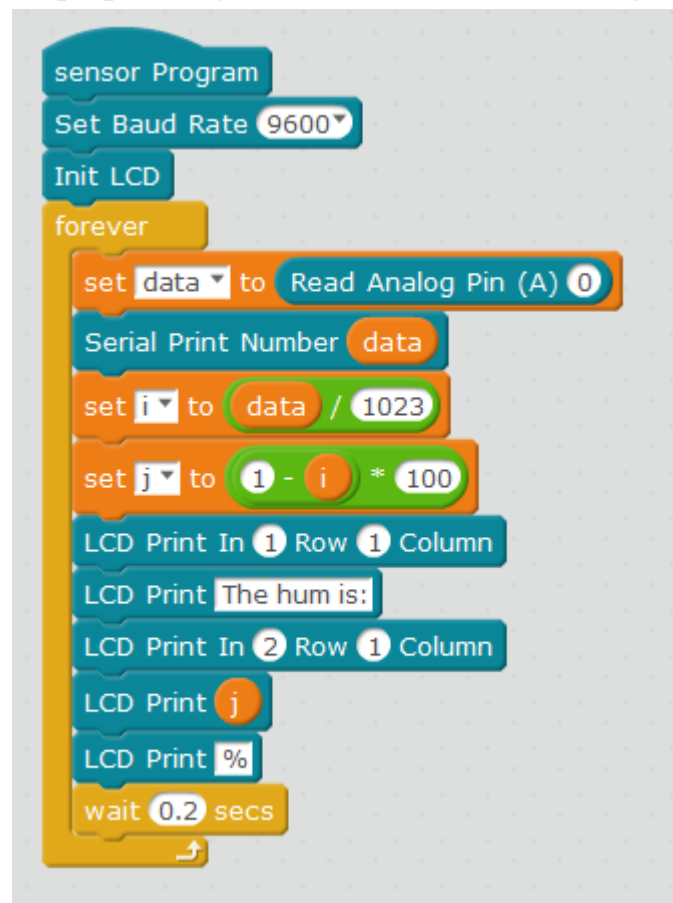 sensor Program
Set Baud Rate 9600
Init LCD
forever
set data to Read Analog Pin (A) 0
Serial Print Number data
set i to data / 1023
set j to 1 - i * 100
LCD Print In 1 Row 1 Column
LCD Print The hum is:
LCD Print In 2 Row 1 Column
LCD Print j
LCD Print %
wait 0.2 secs